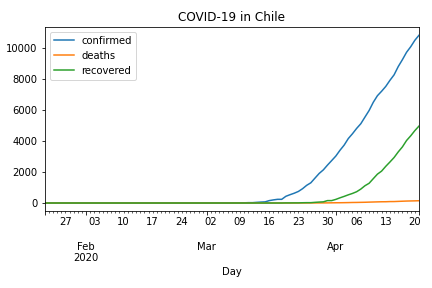 COVID-19 in Chile
confirmed
deaths
recovered
10000
8000
6000
4000
2000
0
27 03 10 17 24 02 09 16 23 30 06 13 20
Feb Mar Apr
2020
Day